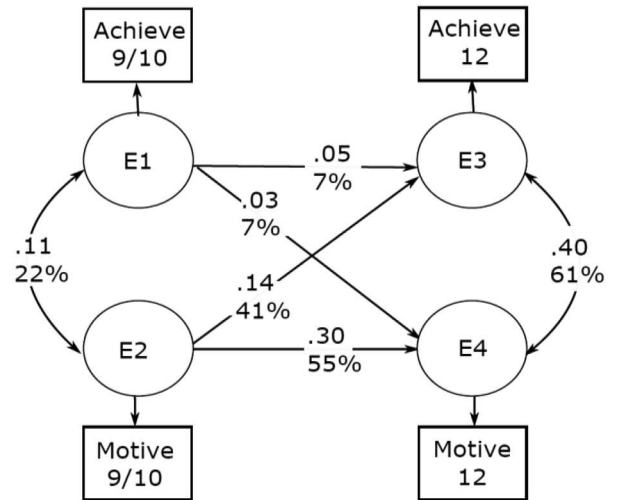 Achieve
9/10
Achieve
12
E1
E3
.05
7%
.03
7%
.11
22%
.40
61%
.14
41%
.30
55%
E2
E4
Motive
9/10
Motive
12